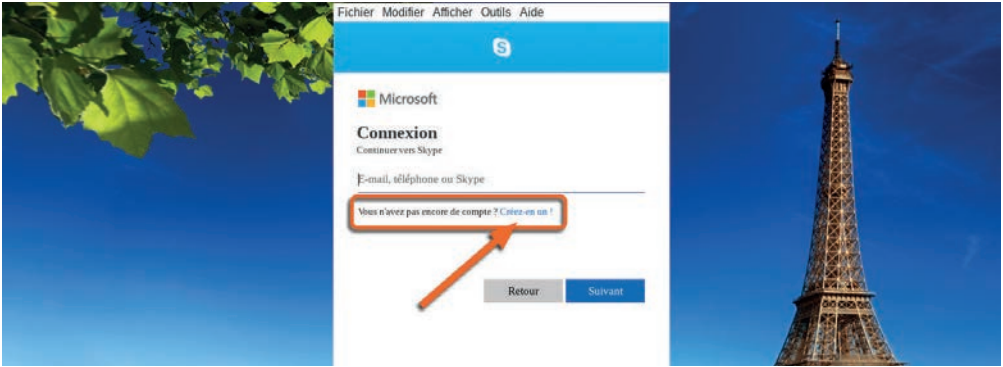 Fichier Modifier Afficher Outils Aide
S
Microsoft
Connexion
Continuer vers Skype
E-mail, téléphone ou Skype
Vous n'avez pas encore de compte ? Créez-en un !
Retour Suivant